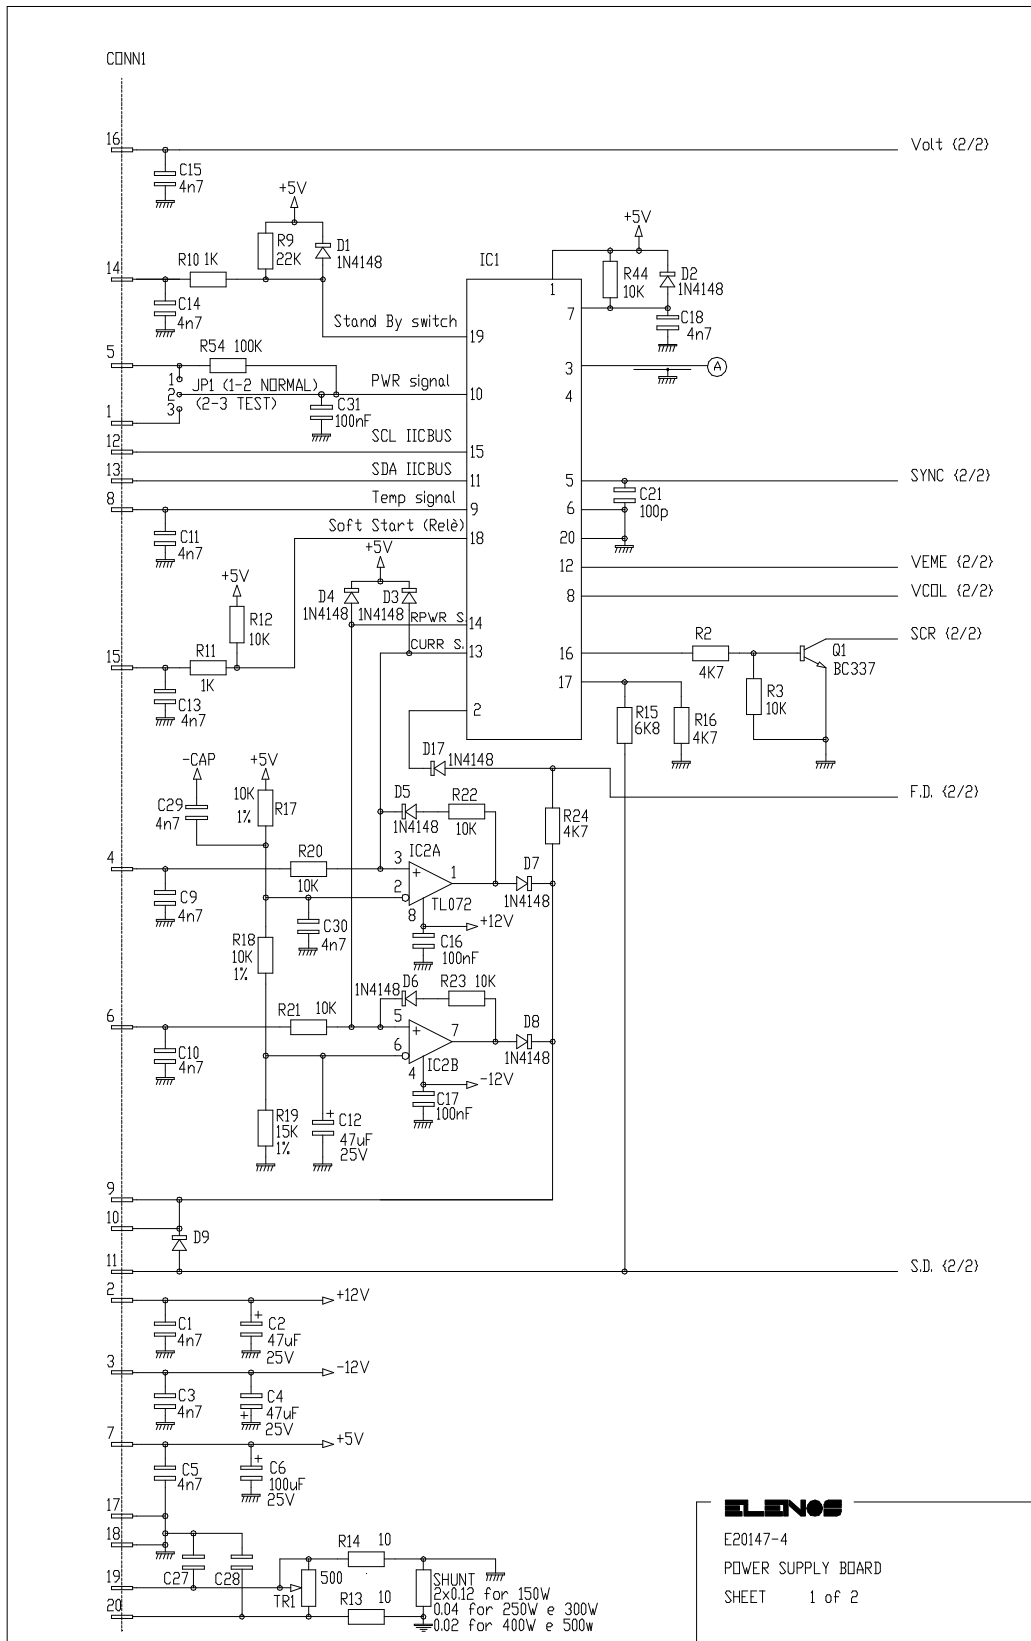 CONN1
16
Volt {2/2}
C15
4n7
+5V
R9
22K
D1
1N4148
IC1
+5V
R44
10K
D2
1N4148
1
14
R10 1K
C14
4n7
Stand By switch
19
7
C18
4n7
5
R54 100K
1
2
3
JP1 (1-2 NORMAL)
(2-3 TEST)
PWR signal
10
C31
100nF
3
A
4
1
12
SCL IICBUS
15
13
SDA IICBUS
11
5
SYNC {2/2}
8
Temp signal
9
6
C21
100p
C11
4n7
Soft Start (Relè)
18
20
+5V
12
VEME {2/2}
+5V
D4
1N4148
D3
1N4148
8
VCOL {2/2}
R12
10K
RPWR S.
14
CURR S.
13
16
R2
4K7
Q1
BC337
SCR {2/2}
15
R11
1K
17
R3
10K
C13
4n7
2
R15
6K8
R16
4K7
-CAP
+5V
D17
1N4148
C29
4n7
10K
1%
R17
D5
1N4148
R22
10K
F.D. {2/2}
R24
4K7
4
R20
10K
IC2A
3
2
1
8
TL072
D7
1N4148
C9
4n7
C30
4n7
+12V
R18
10K
1%
C16
100nF
D6
1N4148
R23 10K
6
R21 10K
5
6
7
4
IC2B
D8
1N4148
C10
4n7
-12V
C17
100nF
R19
15K
1%
+
C12
47uF
25V
9
10
D9
11
S.D. {2/2}
2
+12V
C1
4n7
+
C2
47uF
25V
3
-12V
C3
4n7
+
C4
47uF
25V
7
+5V
C5
4n7
+
C6
100uF
25V
17
18
19
C27
C28
20
500
TR1
R14 10
R13 10
SHUNT
2x0.12 for 150W
0.04 for 250W e 300W
0.02 for 400W e 500w
ELENOS
E20147-4
POWER SUPPLY BOARD
SHEET 1 of 2